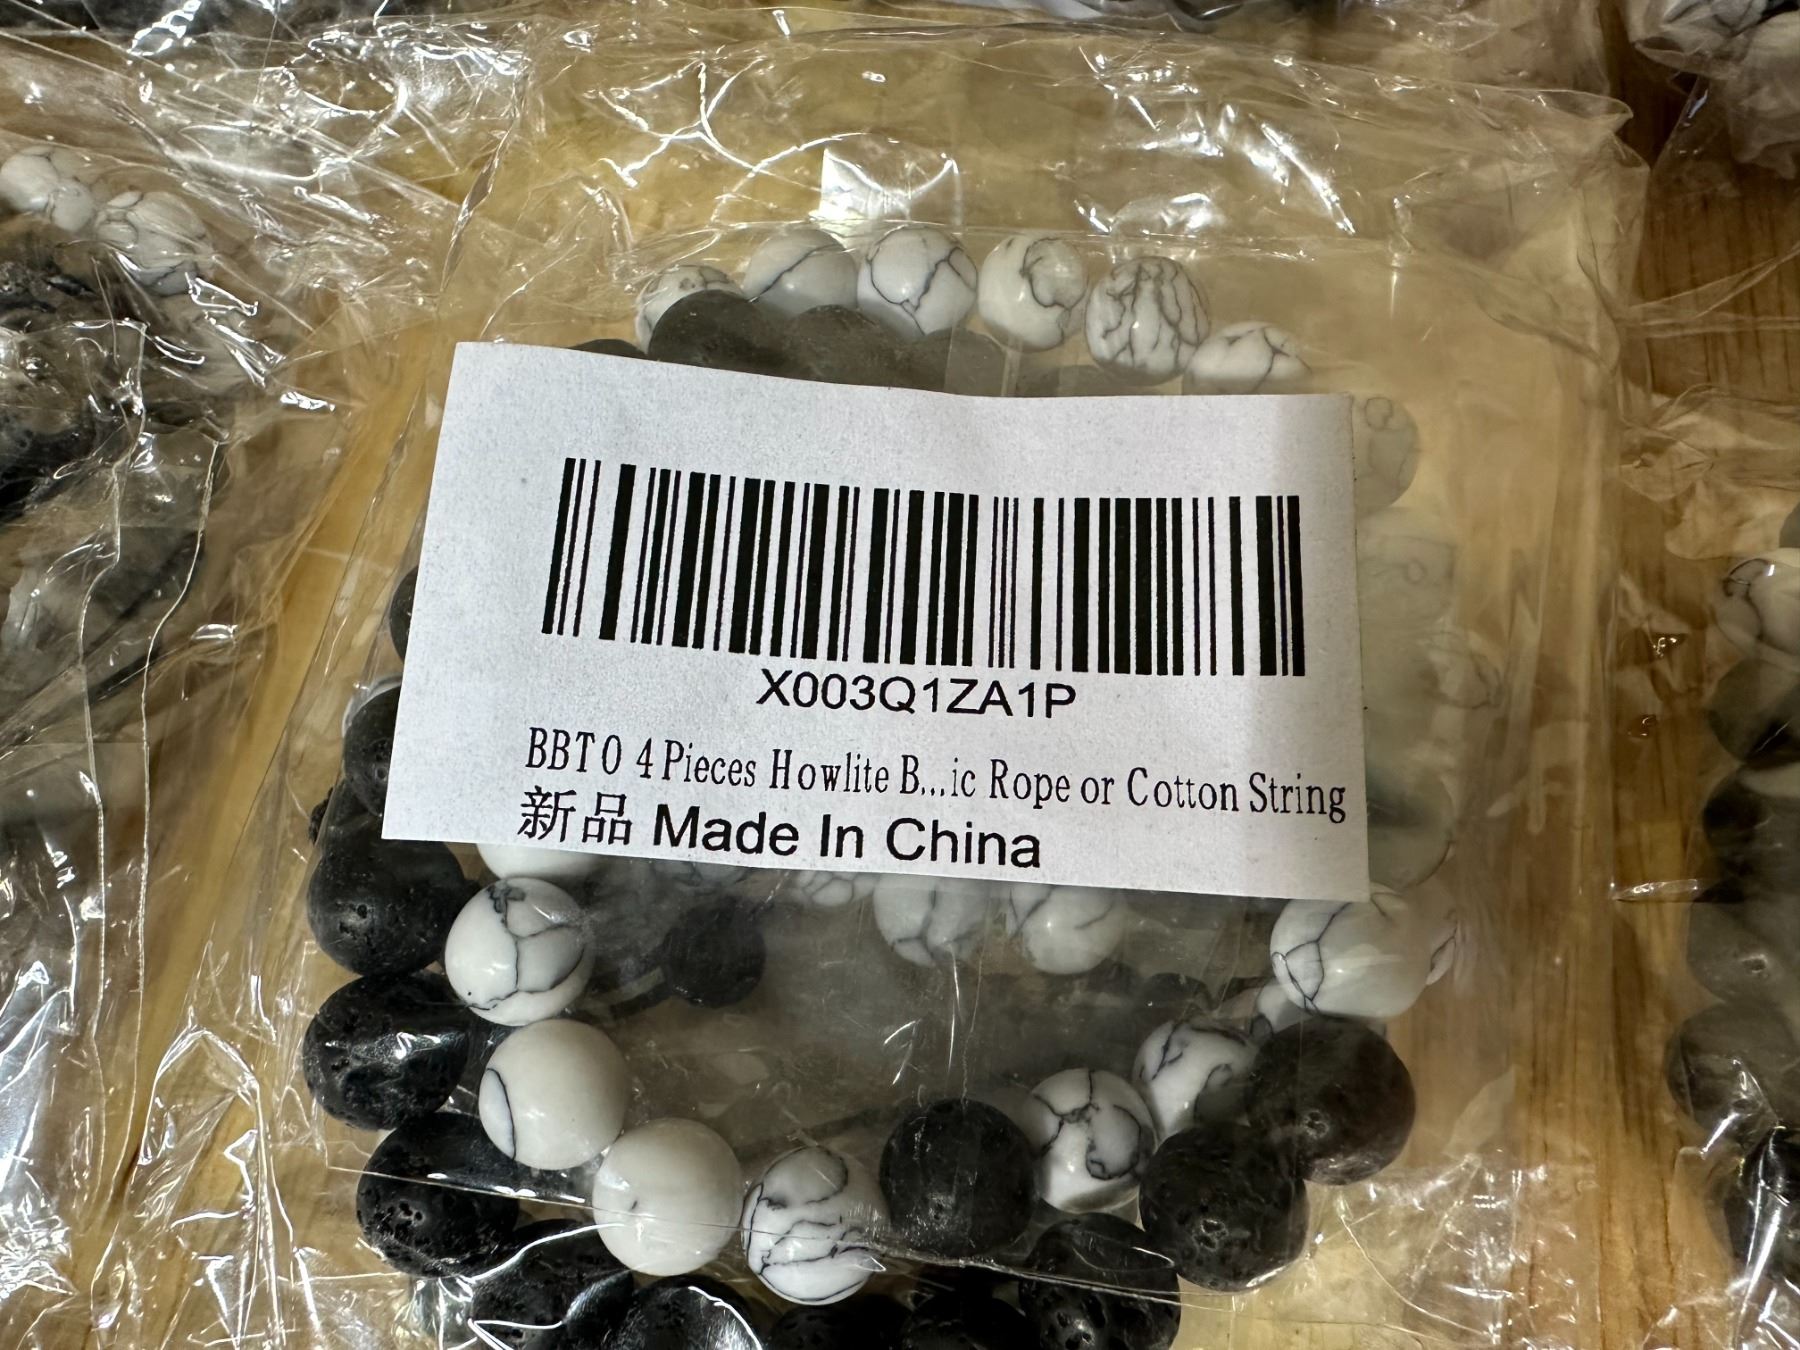 X003Q1ZA1P
BBTO 4 Pieces Howlite B...ic Rope or Cotton String
新品 Made In China